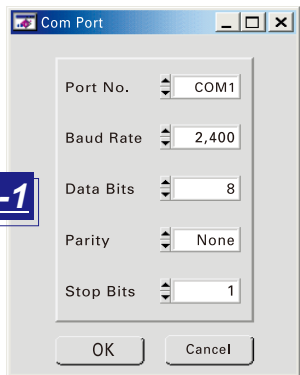 Com Port
Port No. COM1
Baud Rate 2,400
Data Bits 8
-1
Parity None
Stop Bits 1
OK Cancel